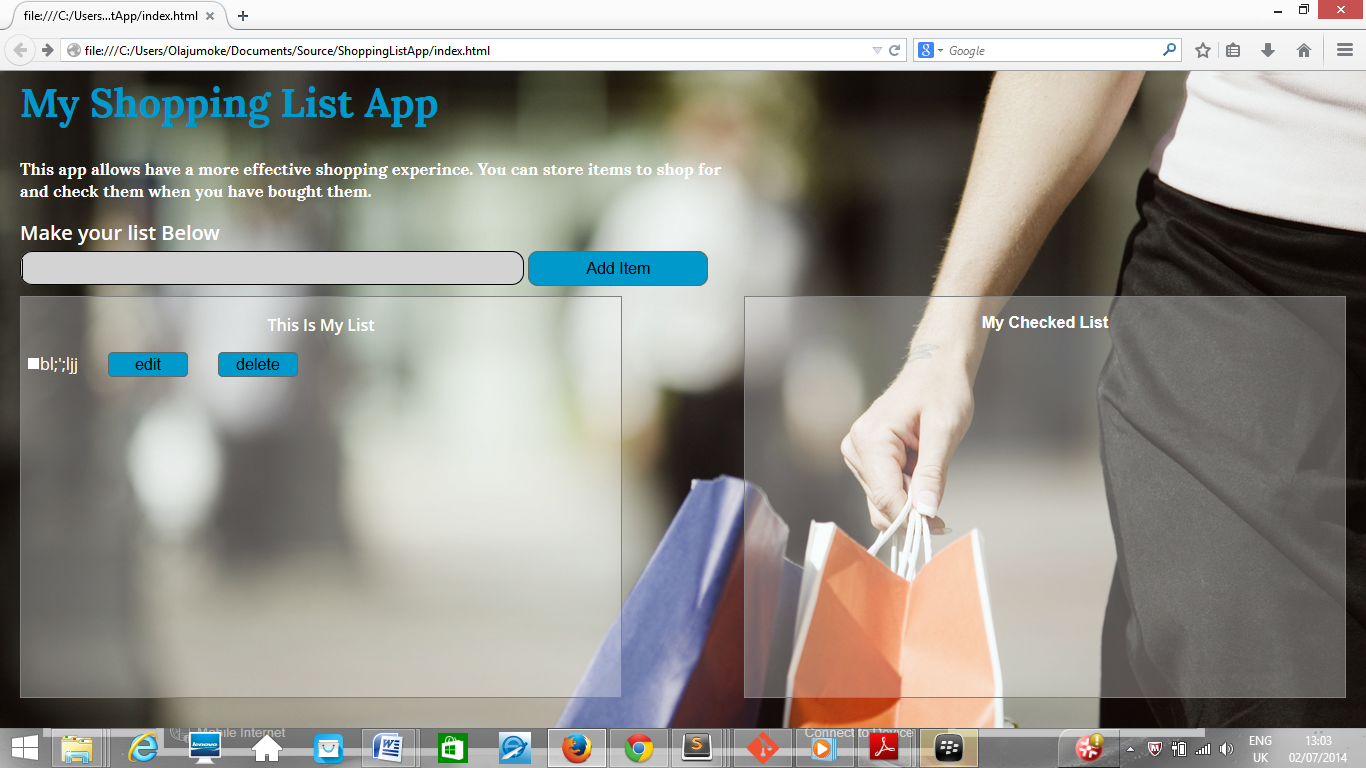 file:///C:/Users...tApp/index.html
file:///C:/Users/Olajumoke/Documents/Source/ShoppingListApp/index.html
Google
My Shopping List App
This app allows have a more effective shopping experince. You can store items to shop for
and check them when you have bought them.
Make your list Below
Add Item
This Is My List
My Checked List
bl;';ljj
edit
delete
Mobile Internet
Connect to Device
lenovo
ENG
UK
13:03
02/07/2014